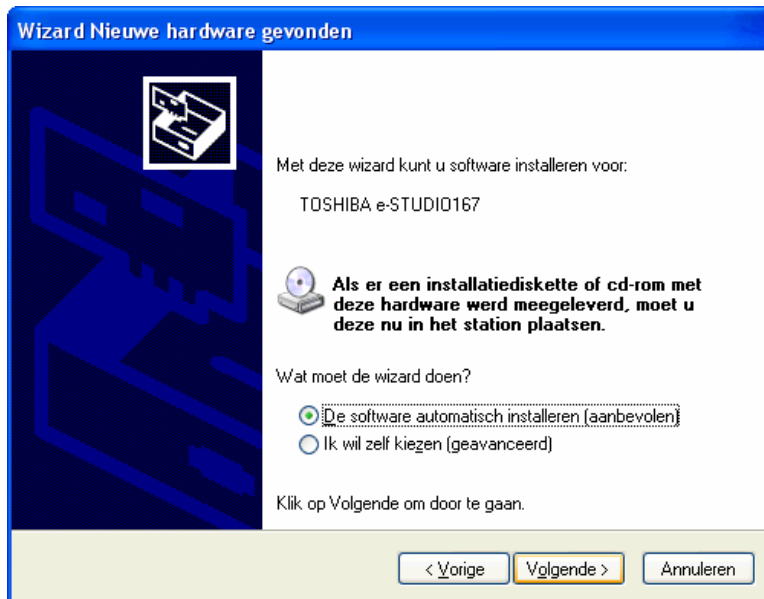 Wizard Nieuwe hardware gevonden
Met deze wizard kunt u software installeren voor:
TOSHIBA e-STUDIO167
Als er een installatiediskette of cd-rom met
deze hardware werd meegeleverd, moet u
deze nu in het station plaatsen.
Wat moet de wizard doen?
De software automatisch installeren (aanbevolen)
Ik wil zelf kiezen (geavanceerd)
Klik op Volgende om door te gaan.
< Vorige Volgende > Annuleren